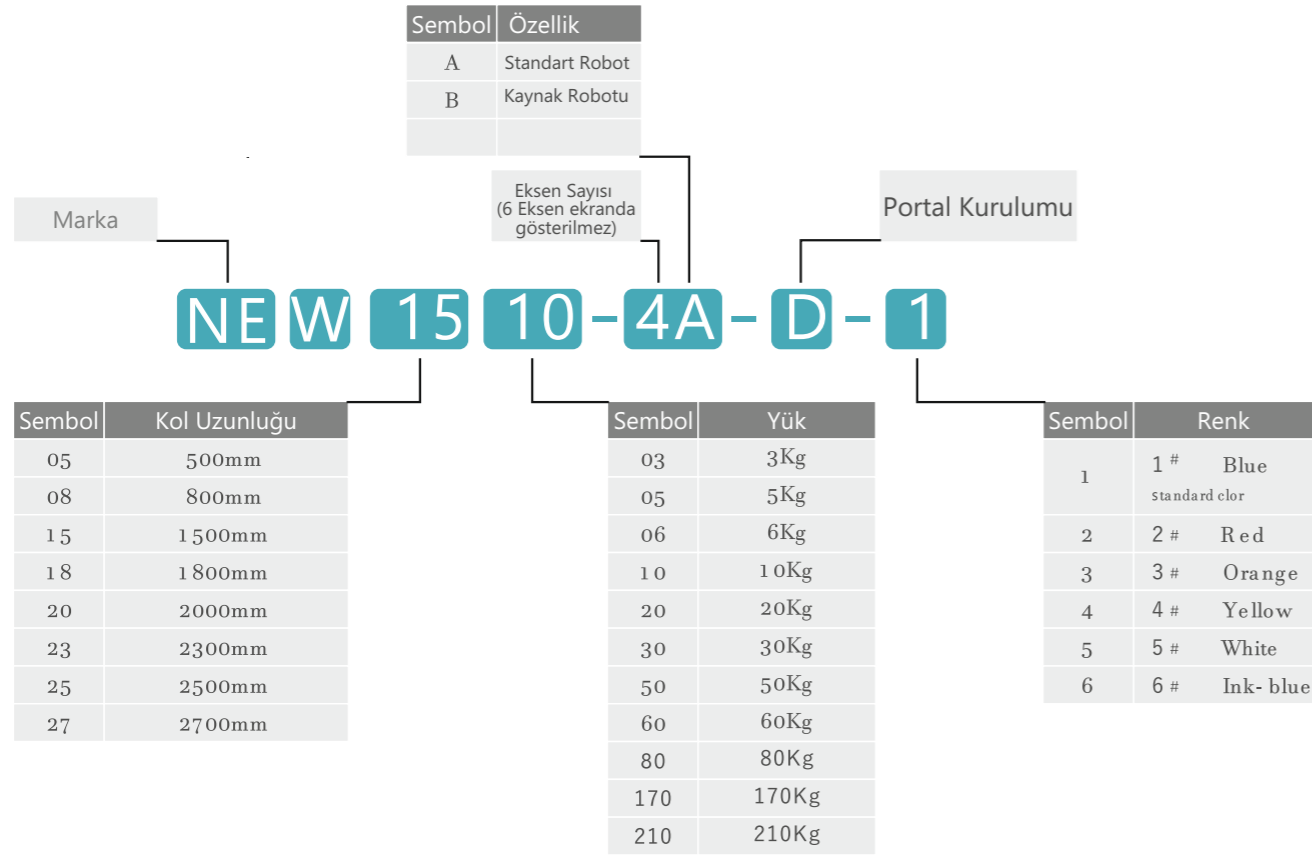 Sembol Özellik
A Standart Robot
B Kaynak Robotu
Marka
Eksen Sayısı
(6 Eksen ekranda
gösterilmez)
Portal Kurulumu
NE W 15 10 - 4A - D - 1
Sembol Kol Uzunluğu
05 500mm
08 800mm
15 1500mm
18 1800mm
20 2000mm
23 2300mm
25 2500mm
27 2700mm
Sembol Yük
03 3Kg
05 5Kg
06 6Kg
10 10Kg
20 20Kg
30 30Kg
50 50Kg
60 60Kg
80 80Kg
170 170Kg
210 210Kg
Sembol Renk
1 1# Blue
standard clor
2 2# Red
3 3# Orange
4 4# Yellow
5 5# White
6 6# Ink-blue